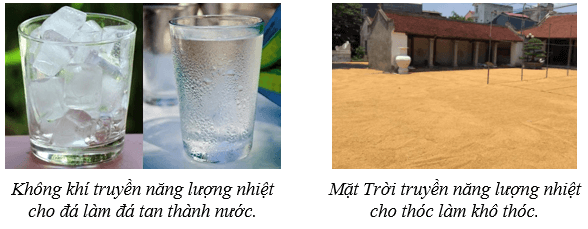 Không khí truyền năng lượng nhiệt
cho đá làm đá tan thành nước.
Mặt Trời truyền năng lượng nhiệt
cho thóc làm khô thóc.